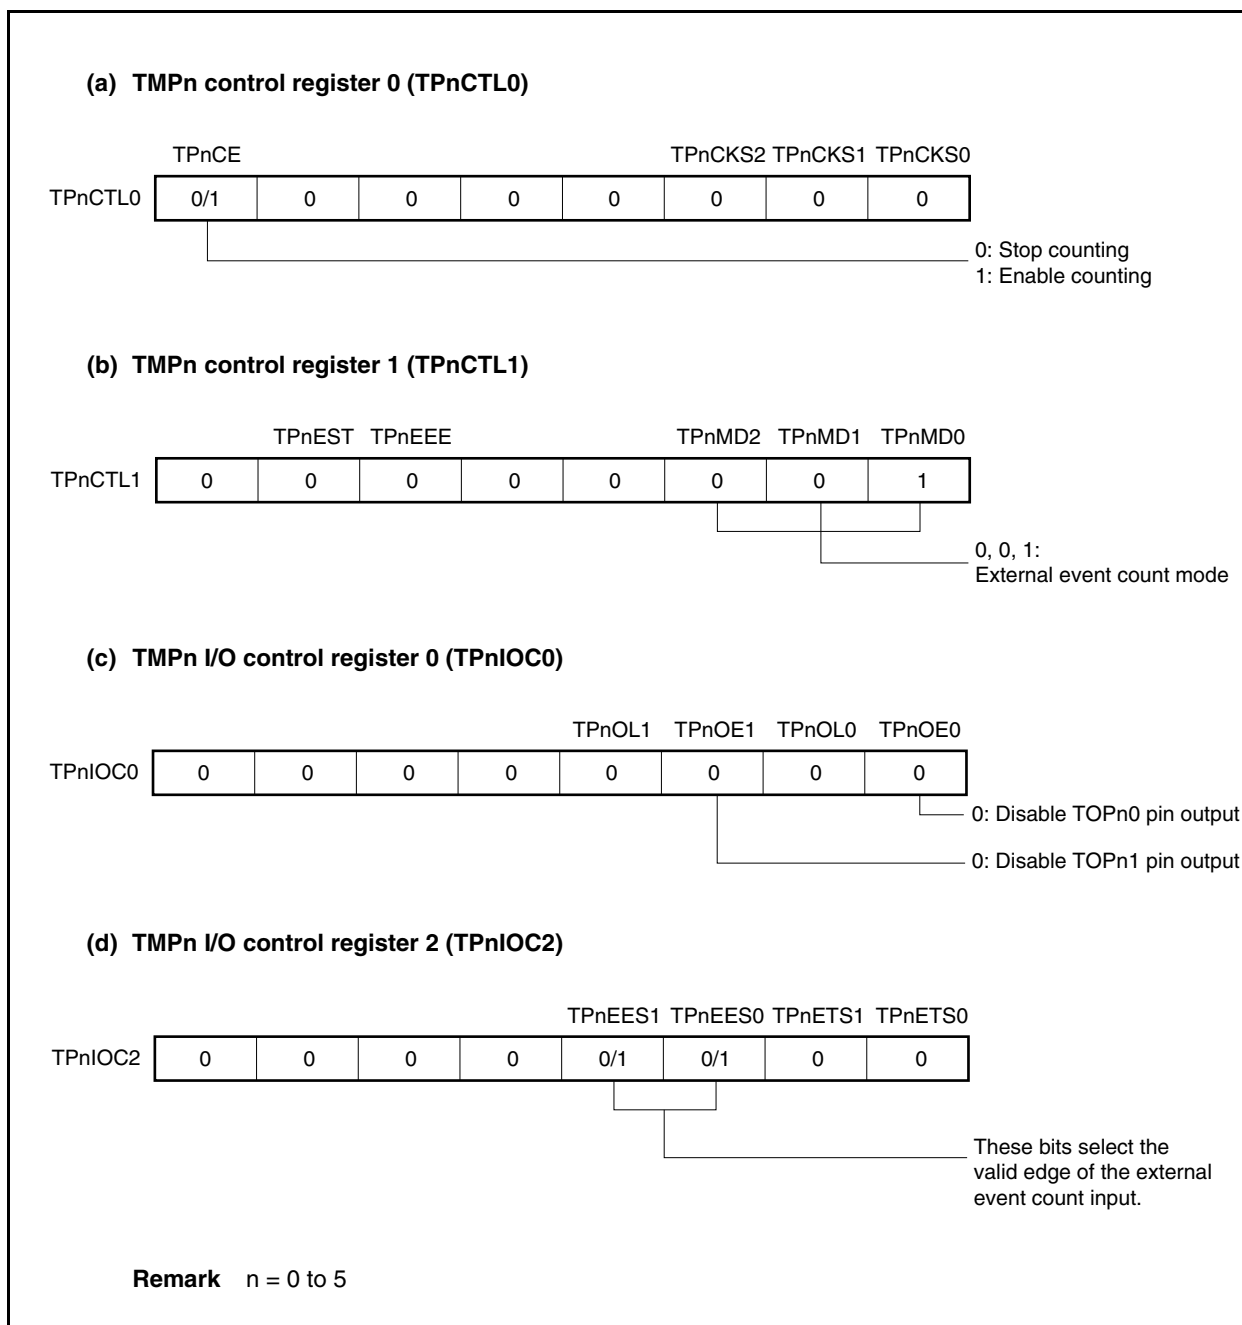 (a) TMPn control register 0 (TPnCTL0)
TPnCE TPnCKS2 TPnCKS1 TPnCKS0
TPnCTL0 0/1 0 0 0 0 0 0 0
0: Stop counting
1: Enable counting
(b) TMPn control register 1 (TPnCTL1)
TPnEST TPnEEE TPnMD2 TPnMD1 TPnMD0
TPnCTL1 0 0 0 0 0 0 0 1
0, 0, 1:
External event count mode
(c) TMPn I/O control register 0 (TPnIOC0)
TPnOL1 TPnOE1 TPnOL0 TPnOE0
TPnIOC0 0 0 0 0 0 0 0 0
0: Disable TOPn0 pin output
0: Disable TOPn1 pin output
(d) TMPn I/O control register 2 (TPnIOC2)
TPnEES1 TPnEES0 TPnETS1 TPnETS0
TPnIOC2 0 0 0 0 0/1 0/1 0 0
These bits select the
valid edge of the external
event count input.
Remark n = 0 to 5